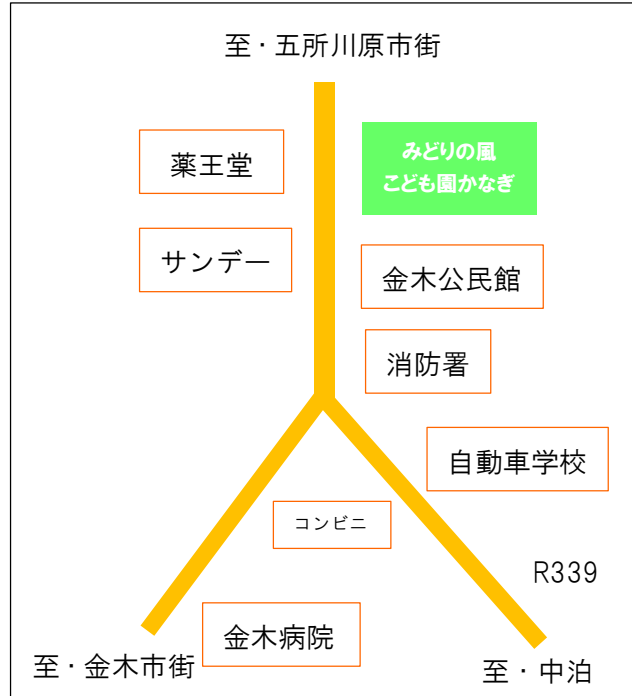 至・五所川原市街
薬王堂
みどりの風
こども園かなぎ
サンデー
金木公民館
消防署
自動車学校
コンビニ
R339
金木病院
至・金木市街
至・中泊